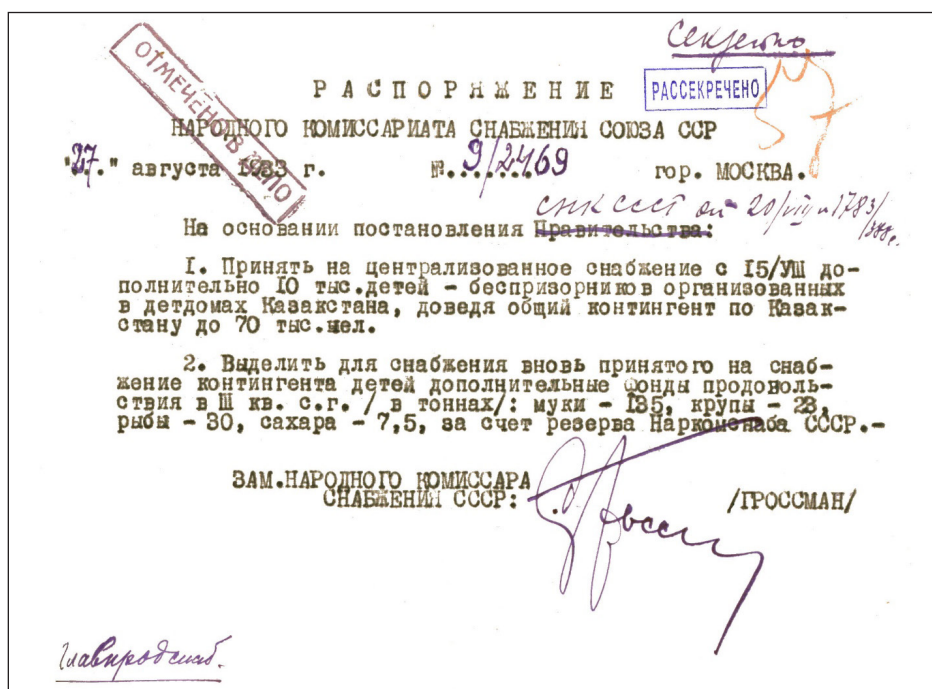 Секретно
ОТМЕЧЕНО В
РАССЕКРЕЧЕНО
57
РАСПОРЯЖЕНИЕ
НАРОДНОГО КОМИССАРИАТА СНАБЖЕНИЯ СОЮЗА ССР
"27." августа 1933 г. №. 9/2469 гор. МОСКВА.
СНК СССР от 20/VIII № 1783/388с.
На основании постановления Правительства:
I. Принять на централизованное снабжение с I5/УШ до-
полнительно I0 тыс.детей - беспризорников организованных
в детдомах Казакстана, доведя общий контингент по Казак-
стану до 70 тыс.чел.
2. Выделить для снабжения вновь принятого на снаб-
жение контингента детей дополнительные фонды продоволь-
ствия в Ш кв. с.г. / в тоннах/: муки - I35, крупы - 23,
рыбы - 30, сахара - 7,5, за счет резерва Наркомснаба СССР.-
ЗАМ.НАРОДНОГО КОМИССАРА
СНАБЖЕНИЯ СССР: /ГРОССМАН/
Главпродснаб.